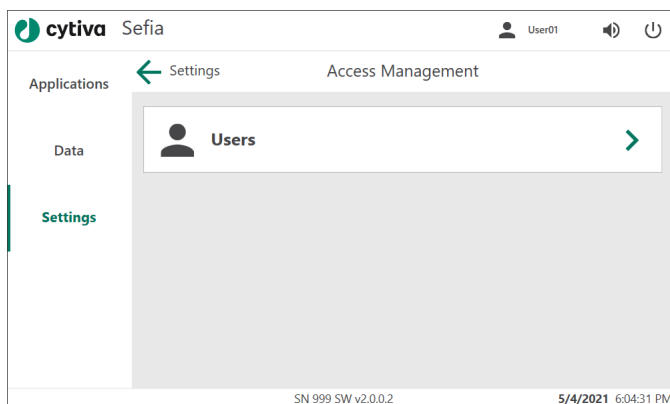 cytiva Sefia User01
Applications
Settings Access Management
Users
Data
Settings
SN 999 SW v2.0.0.2 5/4/2021 6:04:31 PM